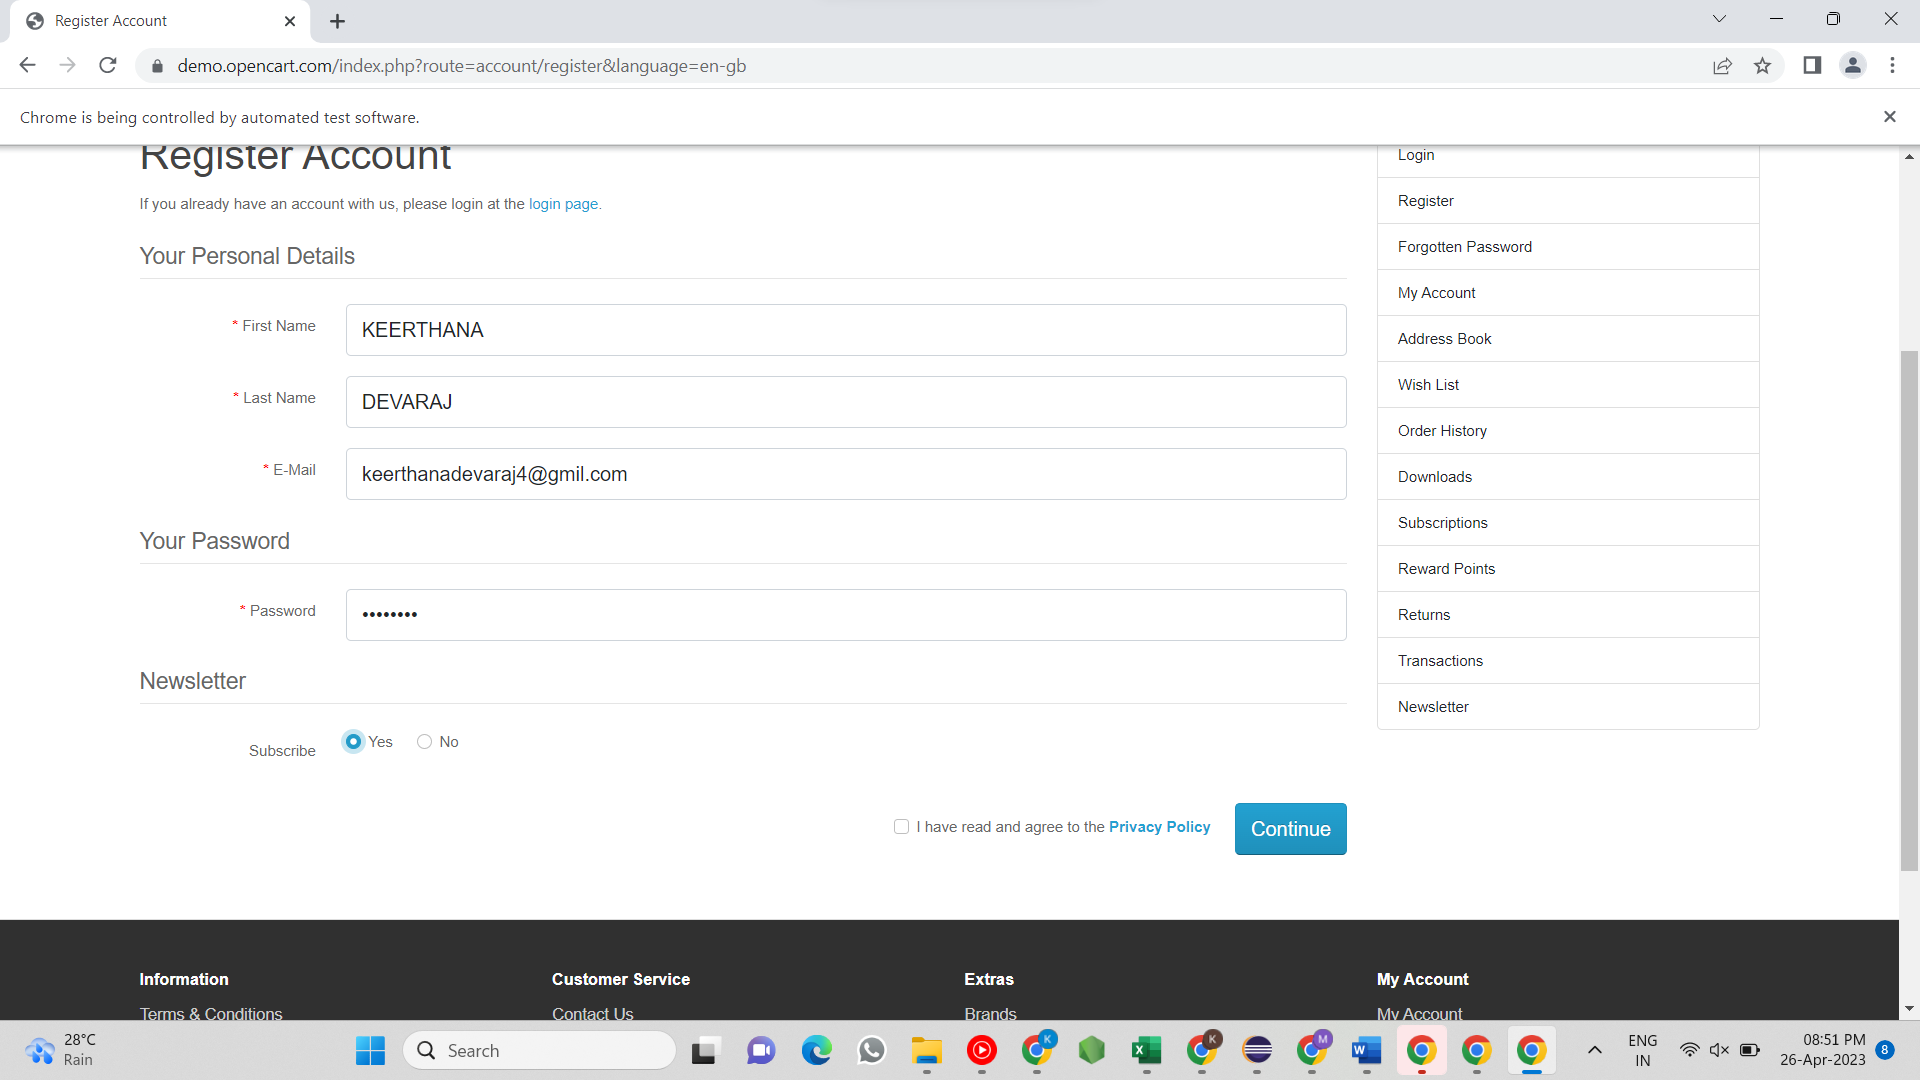 Register Account
demo.opencart.com/index.php?route=account/register&language=en-gb
Chrome is being controlled by automated test software.
Register Account
If you already have an account with us, please login at the login page.
Your Personal Details
* First Name
KEERTHANA
* Last Name
DEVARAJ
* E-Mail
keerthanadevaraj4@gmil.com
Your Password
* Password
••••••••
Newsletter
Subscribe
Yes
No
I have read and agree to the Privacy Policy
Continue
Login
Register
Forgotten Password
My Account
Address Book
Wish List
Order History
Downloads
Subscriptions
Reward Points
Returns
Transactions
Newsletter
Information
Customer Service
Extras
My Account
Terms & Conditions
Contact Us
Brands
My Account
28°C
Rain
Search
K
K
M
ENG
IN
08:51 PM
26-Apr-2023
8